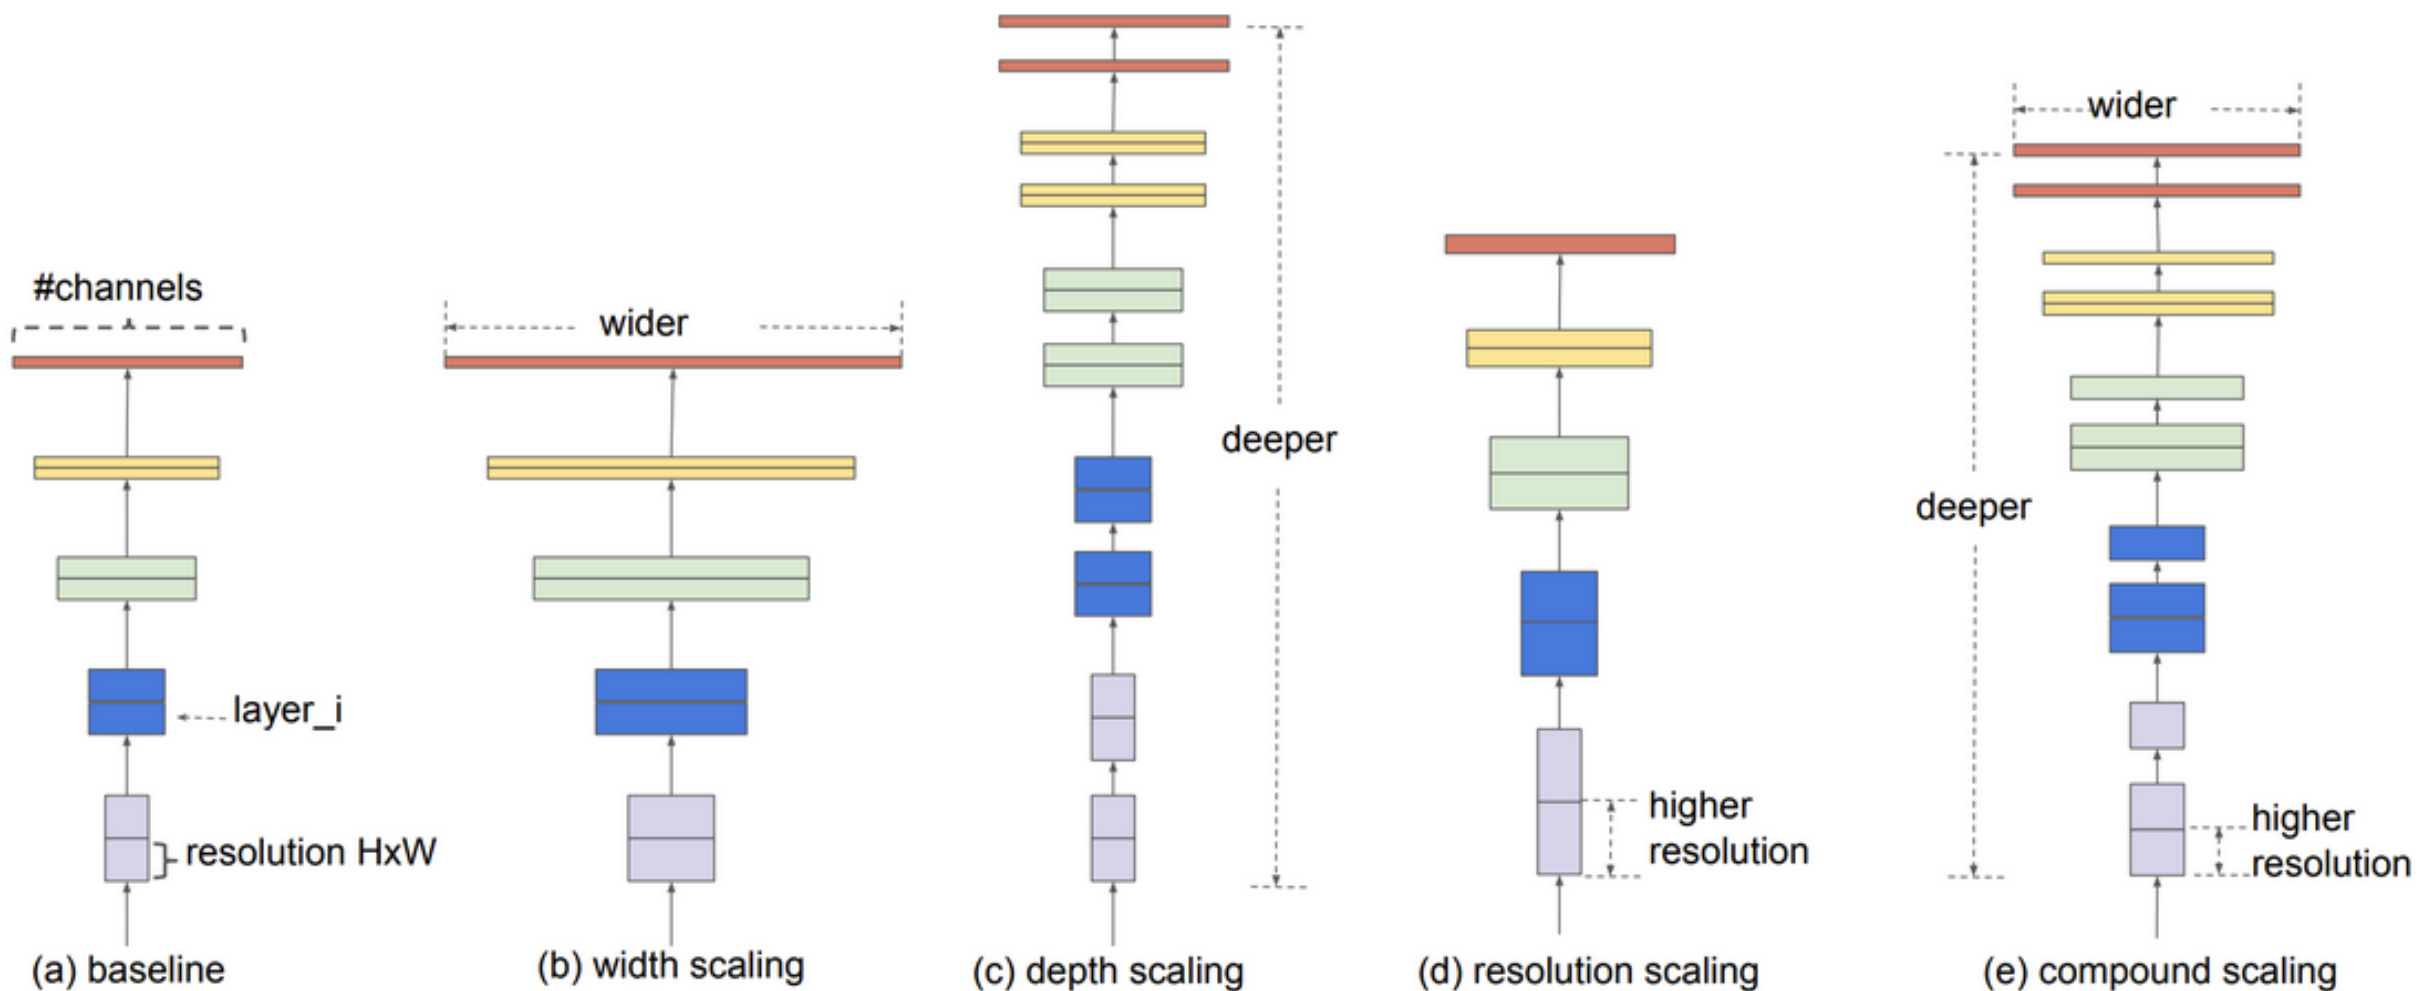 #channels
layer_i
resolution HxW
(a) baseline
wider
(b) width scaling
deeper
(c) depth scaling
higher
resolution
(d) resolution scaling
wider
deeper
higher
resolution
(e) compound scaling